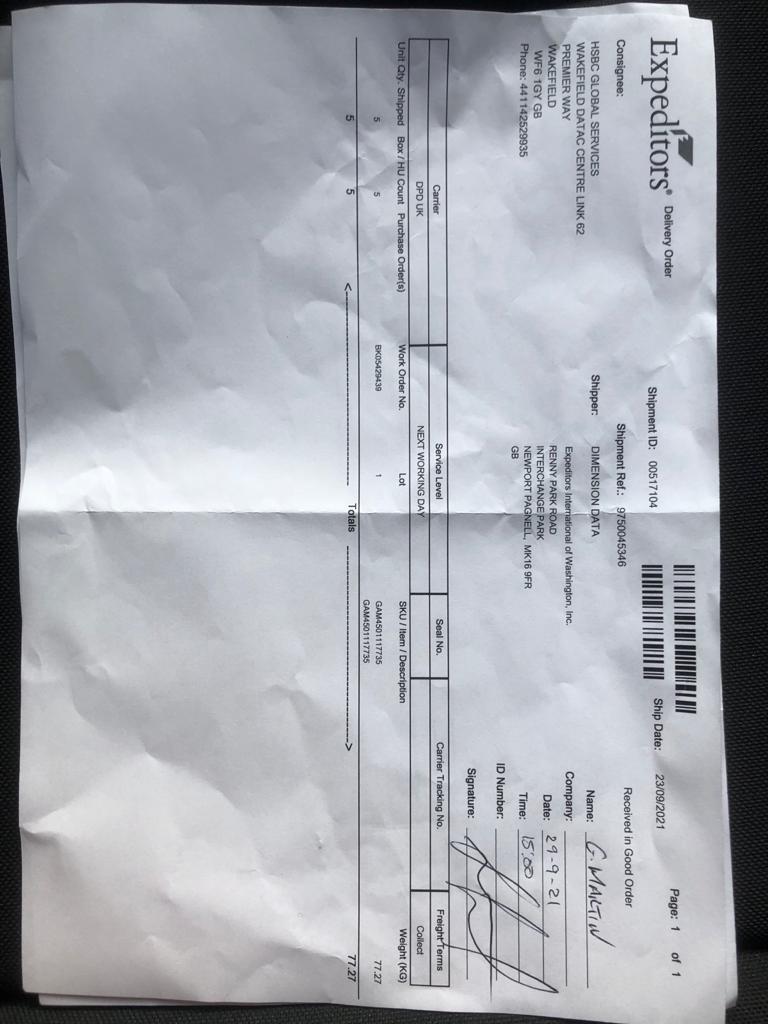 Expeditors® Delivery Order
Shipment ID: 00517104
Ship Date: 23/09/2021
Page: 1 of 1
Shipment Ref.: 9750045346
Received in Good Order
Consignee:
HSBC GLOBAL SERVICES
WAKEFIELD DATAC CENTRE LINK 62
PREMIER WAY
WAKEFIELD
WF6 1GY GB
Phone: 441142529935
Shipper: DIMENSION DATA
Expeditors International of Washington, Inc.
RENNY PARK ROAD
INTERCHANGE PARK
NEWPORT PAGNELL, MK16 9FR
GB
Name: G. MARTIN
Company:
Date: 29-9-21
Time: 15:00
ID Number:
Signature:
Carrier Service Level Seal No. Carrier Tracking No. Freight Terms
DPD UK NEXT WORKING DAY Collect
Unit Qty. Shipped Box / HU Count Purchase Order(s) Work Order No. Lot SKU / Item / Description Weight (KG)
5 5 BK05429439 1 GAM4501117735 77.27
GAM4501117735
5 5 <-------------------- Totals --------------------> 77.27